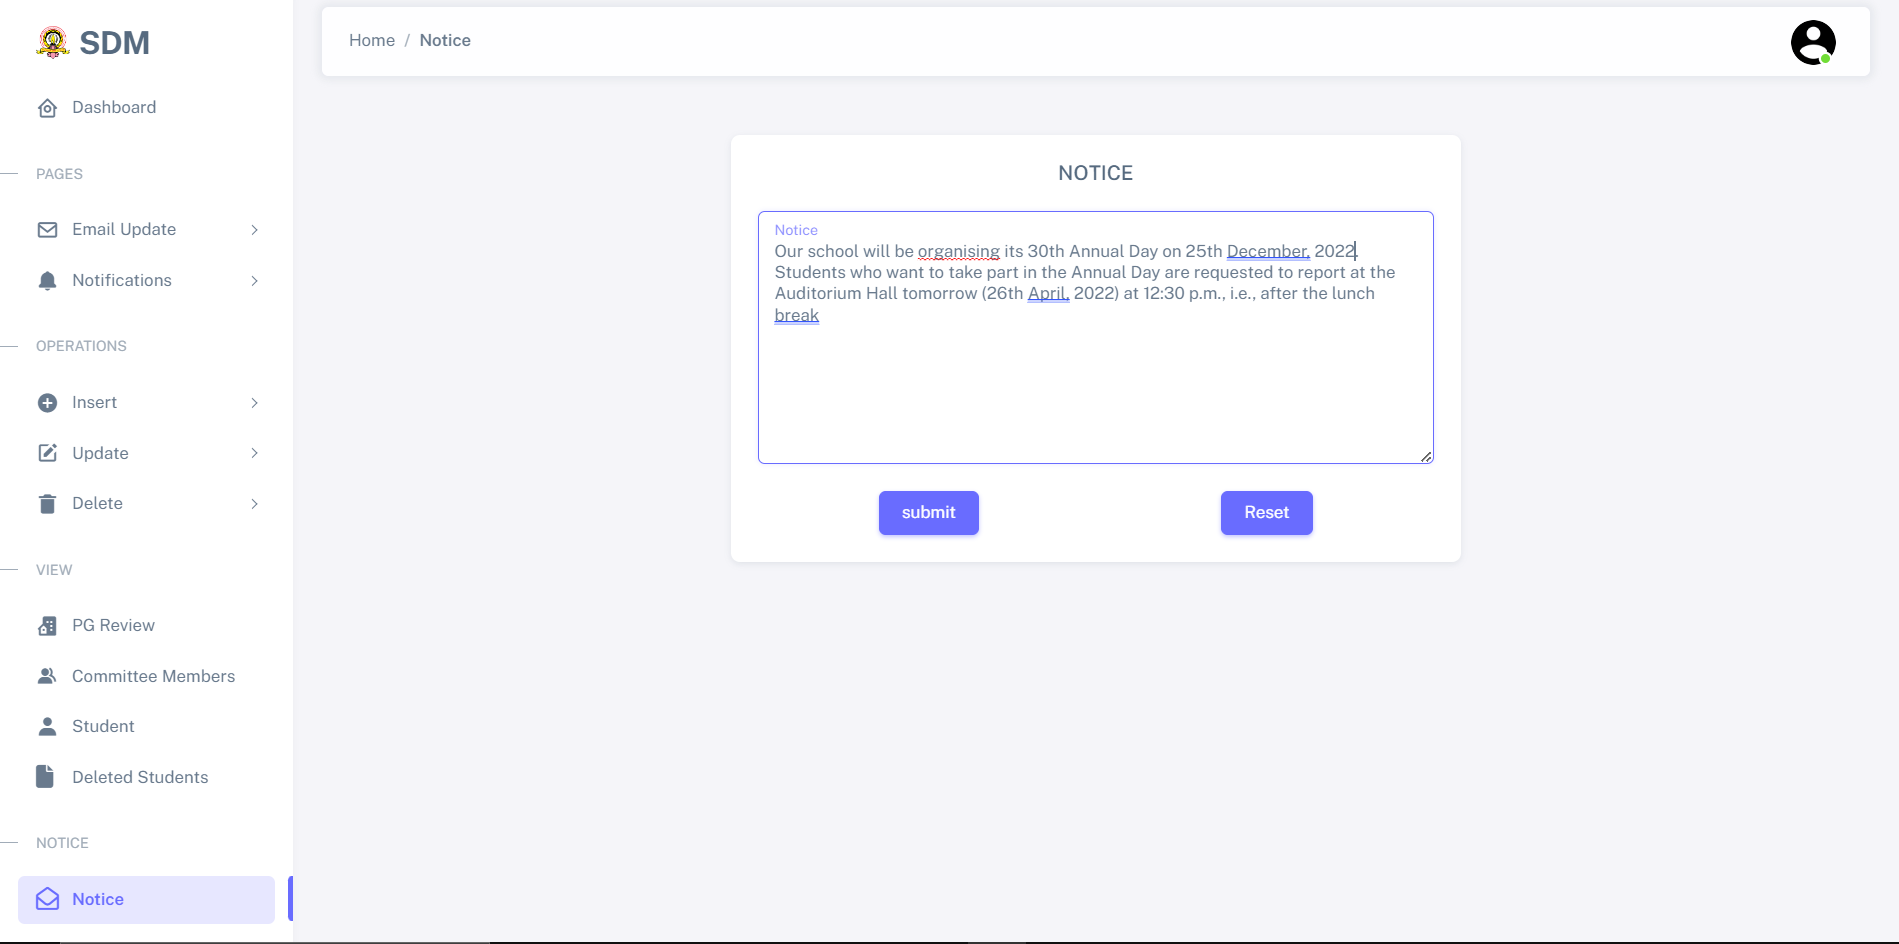 SDM
Dashboard
PAGES
Email Update
Notifications
OPERATIONS
Insert
Update
Delete
VIEW
PG Review
Committee Members
Student
Deleted Students
NOTICE
Notice
Home / Notice
NOTICE
Notice
Our school will be organising its 30th Annual Day on 25th December, 2022.
Students who want to take part in the Annual Day are requested to report at the
Auditorium Hall tomorrow (26th April, 2022) at 12:30 p.m., i.e., after the lunch
break
submit
Reset